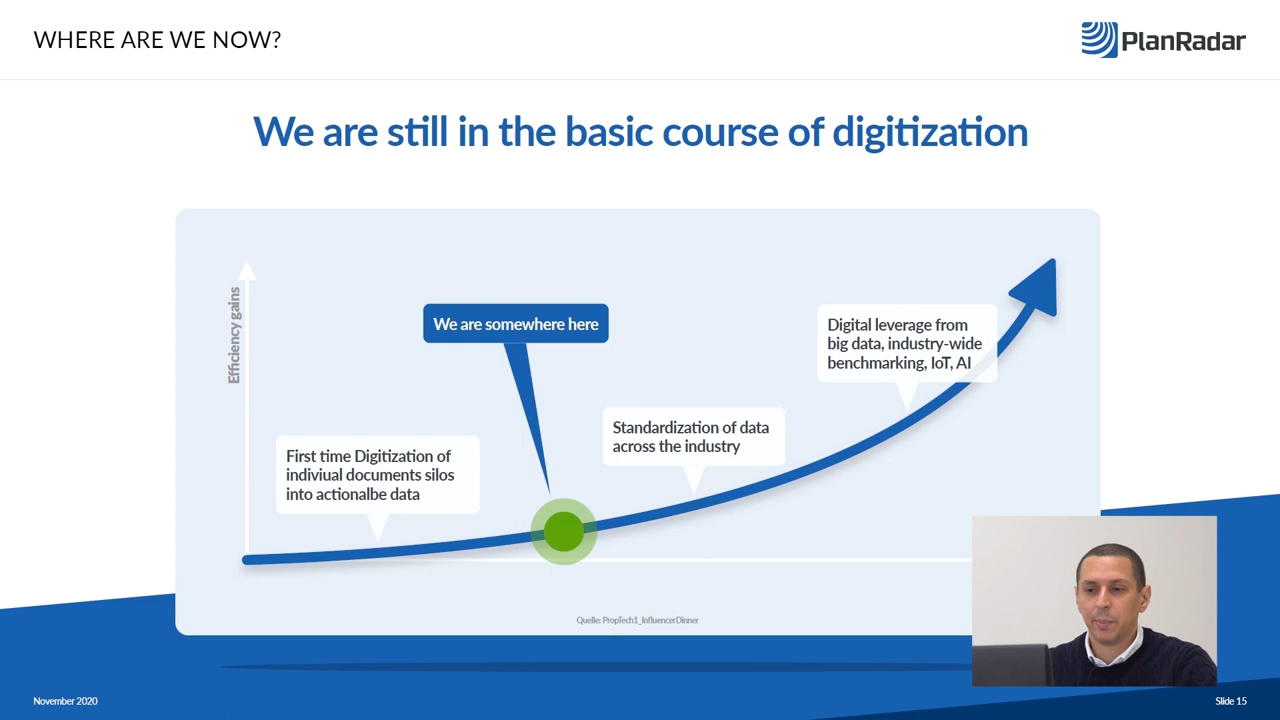 WHERE ARE WE NOW?
PlanRadar
We are still in the basic course of digitization
Efficiency gains
We are somewhere here
Digital leverage from
big data, industry-wide
benchmarking, IoT, AI
Standardization of data
across the industry
First time Digitization of
indiviual documents silos
into actionalbe data
Quelle: PropTech1_InfluencerDinner
November 2020
Slide 15